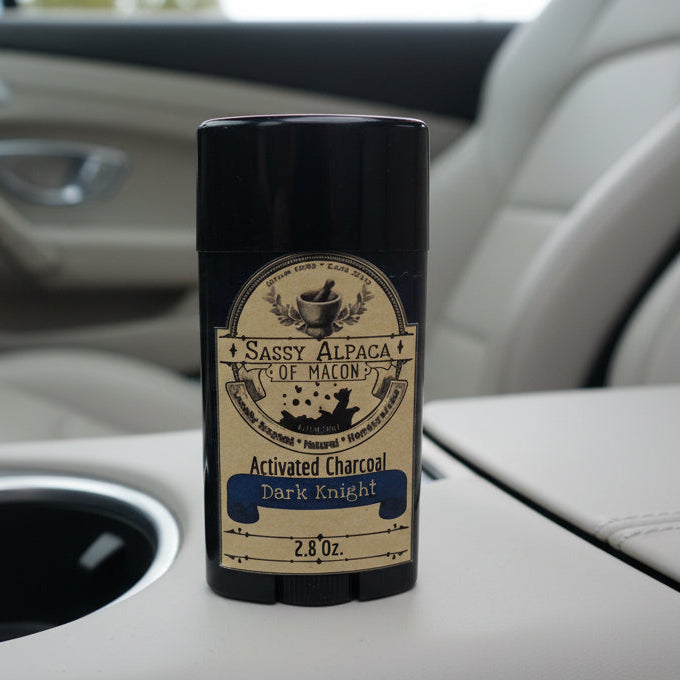 Sassy Alpaca
of Macon
Natural
Activated Charcoal
Dark Knight
2.8 Oz.